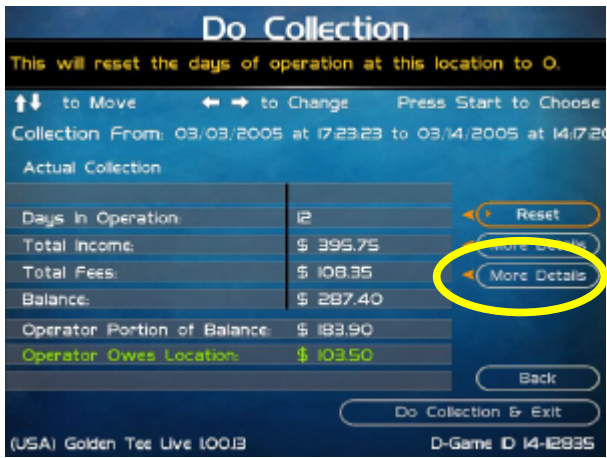 Do Collection
This will reset the days of operation at this location to 0.
to Move to Change Press Start to Choose
Collection From: 03/03/2005 at 17:23:23 to 03/14/2005 at 14:17:20
Actual Collection
Days In Operation: 12 Reset
Total Income: $ 395.75 More Details
Total Fees: $ 108.35 More Details
Balance: $ 287.40
Operator Portion of Balance: $ 183.90
Operator Owes Location: $ 103.50
Back
Do Collection & Exit
(USA) Golden Tee Live 1.00.13 D-Game ID 14-12835